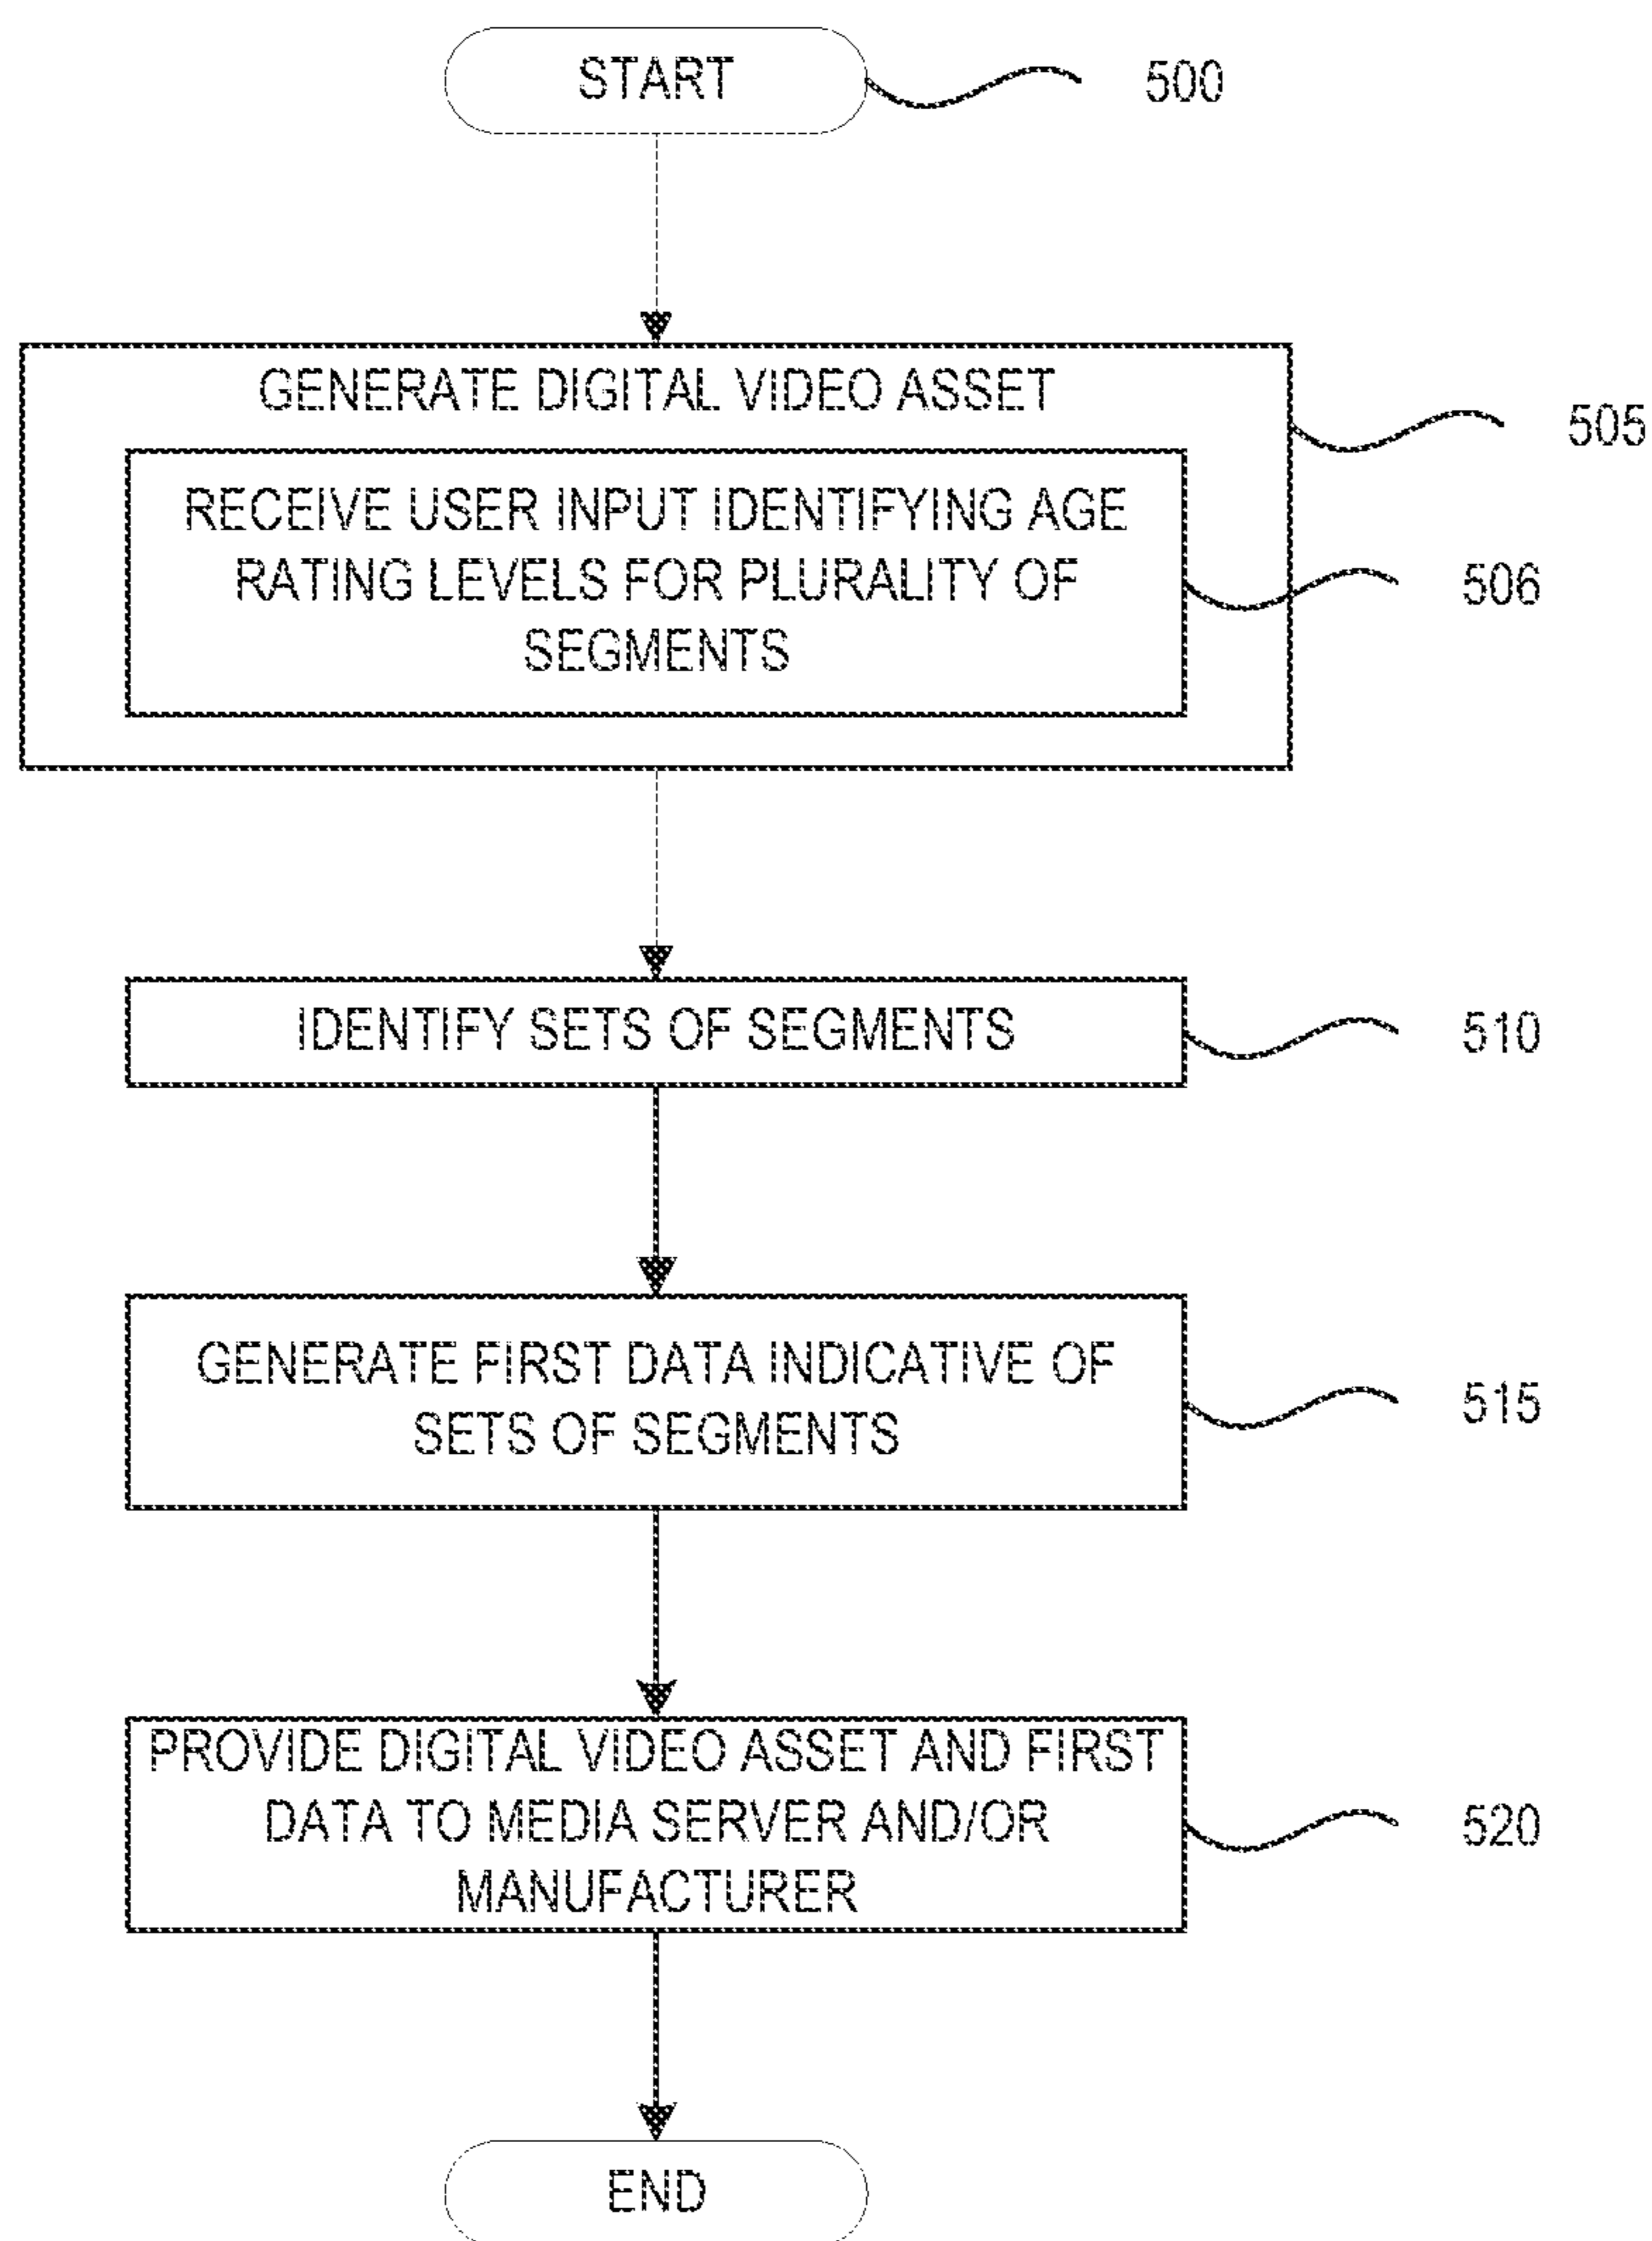 START
500
GENERATE DIGITAL VIDEO ASSET
505
RECEIVE USER INPUT IDENTIFYING AGE
RATING LEVELS FOR PLURALITY OF
SEGMENTS
506
IDENTIFY SETS OF SEGMENTS
510
GENERATE FIRST DATA INDICATIVE OF
SETS OF SEGMENTS
515
PROVIDE DIGITAL VIDEO ASSET AND FIRST
DATA TO MEDIA SERVER AND/OR
MANUFACTURER
520
END